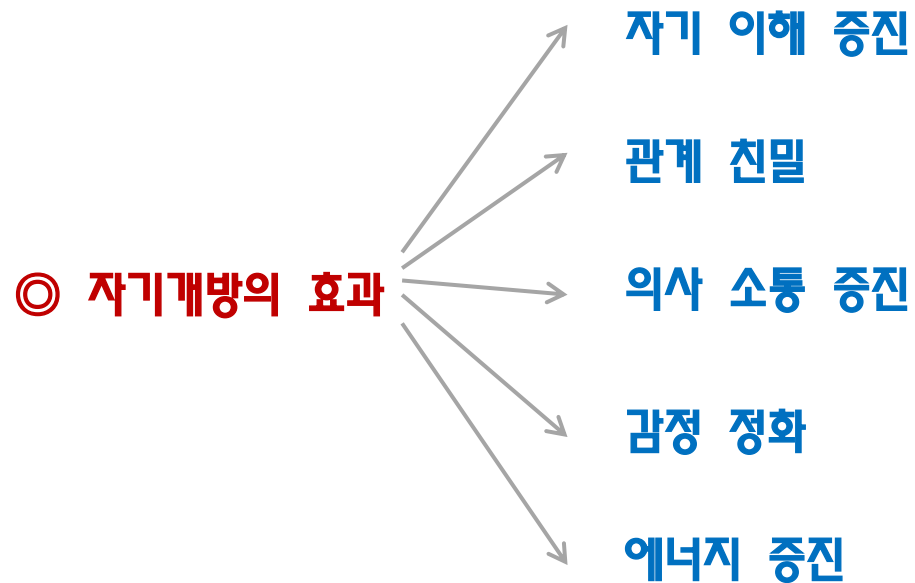 ◎ 자기개방의 효과
자기 이해 증진
관계 친밀
의사 소통 증진
감정 정화
에너지 증진